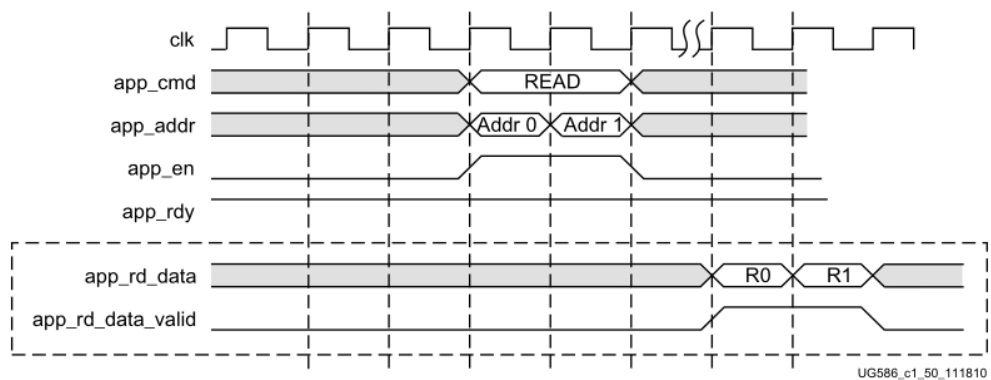 clk
app_cmd READ
app_addr Addr 0 Addr 1
app_en
app_rdy
app_rd_data R0 R1
app_rd_data_valid
UG586_c1_50_111810